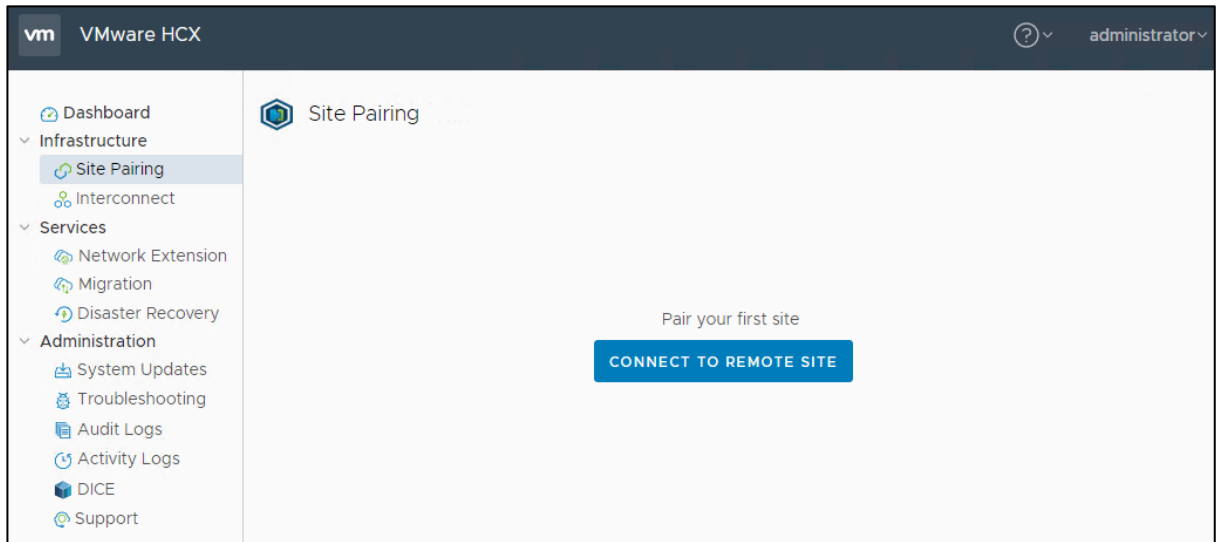 vm VMware HCX
administrator
Dashboard
Infrastructure
Site Pairing
Interconnect
Services
Network Extension
Migration
Disaster Recovery
Administration
System Updates
Troubleshooting
Audit Logs
Activity Logs
DICE
Support
Site Pairing
Pair your first site
CONNECT TO REMOTE SITE